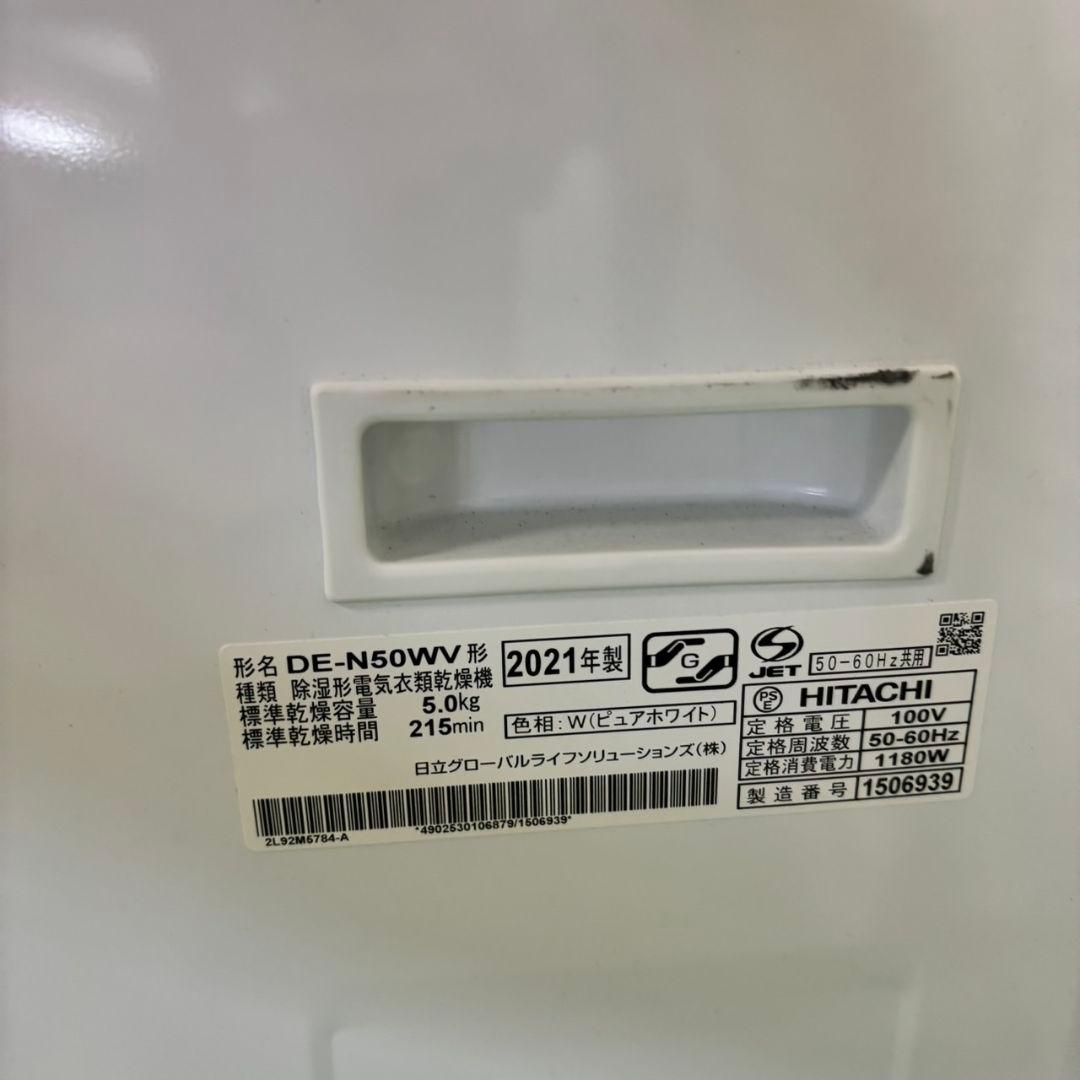 形名 DE-N50WV 形
種類 除湿形電気衣類乾燥機
標準乾燥容量 5.0kg
標準乾燥時間 215min
2021年製
G
JET
50-60Hz共用
色相:W(ピュアホワイト)
日立グローバルライフソリューションズ(株)
PS
E
HITACHI
定格電圧 100V
定格周波数 50-60Hz
定格消費電力 1180W
製造番号 1506939
*4902530106879/1506939*
2L92M5784-A